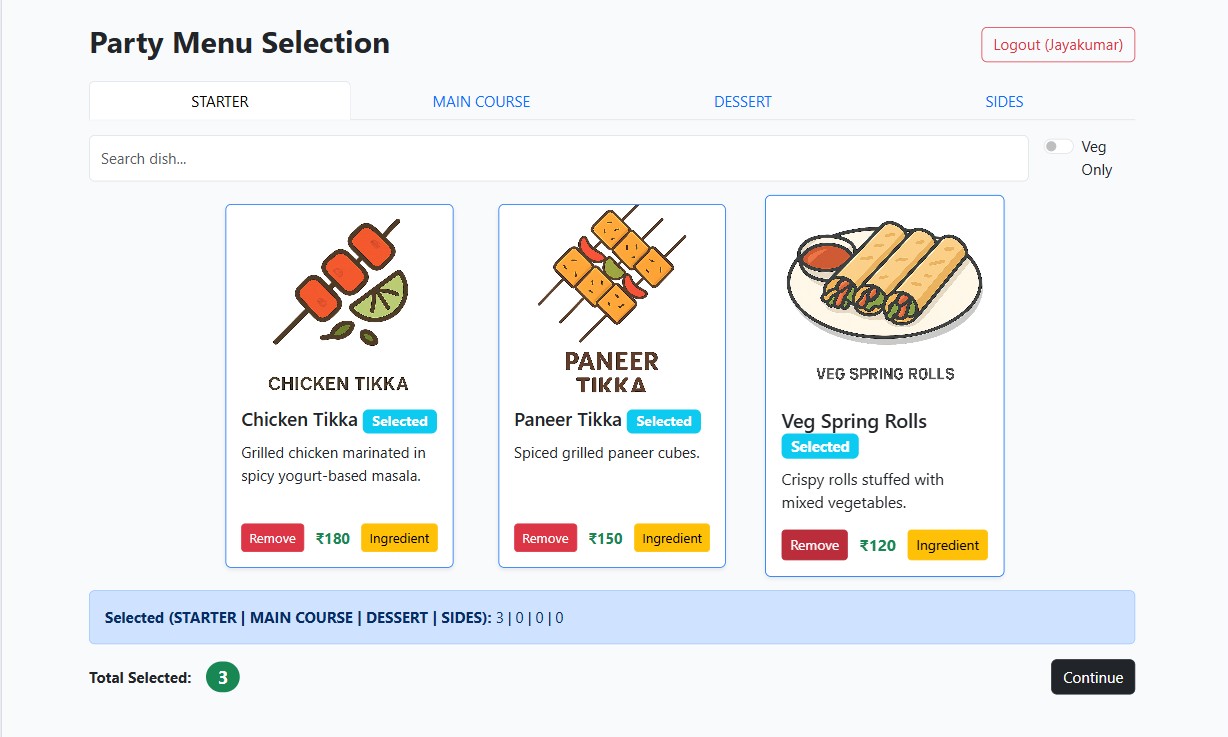 Party Menu Selection
Logout (Jayakumar)
STARTER
MAIN COURSE
DESSERT
SIDES
Search dish...
Veg
Only
CHICKEN TIKKA
Chicken Tikka Selected
Grilled chicken marinated in
spicy yogurt-based masala.
Remove ₹180 Ingredient
PANEER
TIKKA
Paneer Tikka Selected
Spiced grilled paneer cubes.
Remove ₹150 Ingredient
VEG SPRING ROLLS
Veg Spring Rolls
Selected
Crispy rolls stuffed with
mixed vegetables.
Remove ₹120 Ingredient
Selected (STARTER | MAIN COURSE | DESSERT | SIDES): 3 | 0 | 0 | 0
Total Selected: 3
Continue